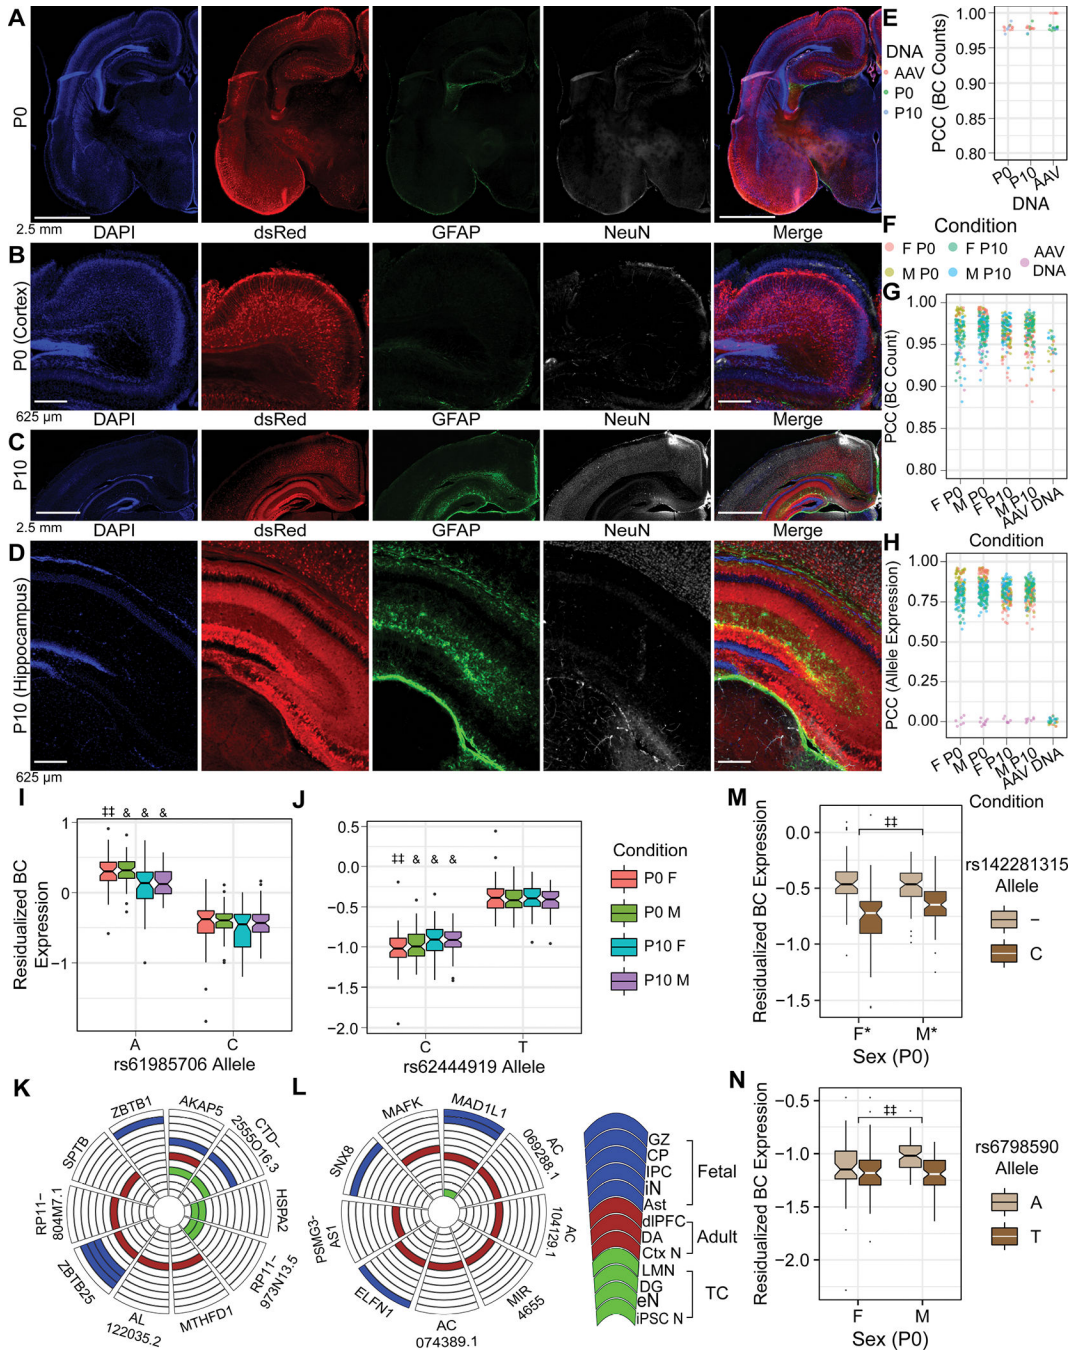 A
P0
2.5 mm
DAPI
dsRed
GFAP
NeuN
Merge
B
P0 (Cortex)
625 µm
DAPI
dsRed
GFAP
NeuN
Merge
C
P10
2.5 mm
DAPI
dsRed
GFAP
NeuN
Merge
D
P10 (Hippocampus)
625 µm
E
DNA
AAV
P0
P10
PCC (BC Counts)
1.00
0.95
0.90
0.85
0.80
P0
P10
AAV
DNA
F
Condition
F P0
F P10
M P0
M P10
AAV
DNA
G
PCC (BC Count)
1.00
0.95
0.90
0.85
0.80
F P0
M P0
F P10
M P10
AAV DNA
Condition
H
PCC (Allele Expression)
1.00
0.75
0.50
0.25
0.00
F P0
M P0
F P10
M P10
AAV DNA
Condition
I
Residualized BC
Expression
1
0
−1
‡‡ & & &
A
C
rs61985706 Allele
J
0.5
0.0
−0.5
−1.0
−1.5
−2.0
‡‡ & & &
C
T
rs62444919 Allele
Condition
P0 F
P0 M
P10 F
P10 M
M
Residualized BC Expression
0.0
−0.5
−1.0
−1.5
‡‡
F*
M*
Sex (P0)
rs142281315
Allele
−
C
K
ZBTB1
AKAP5
CTD-
2555O16.3
HSPA2
RP11-
973N13.5
MTHFD1
AL
122035.2
ZBTB25
RP11−
804M7.1
SPTB
L
MAFK
MAD1L1
AC
069288.1
AC
104129.1
MIR
4655
AC
074389.1
ELFN1
PSMG3-
AS1
SNX8
GZ
CP
IPC
iN
Ast
Fetal
dlPFC
DA
Ctx N
Adult
LMN
DG
eN
iPSC N
TC
N
Residualized BC Expression
−0.5
−1.0
−1.5
−2.0
‡‡
F
M
Sex (P0)
rs6798590
Allele
A
T